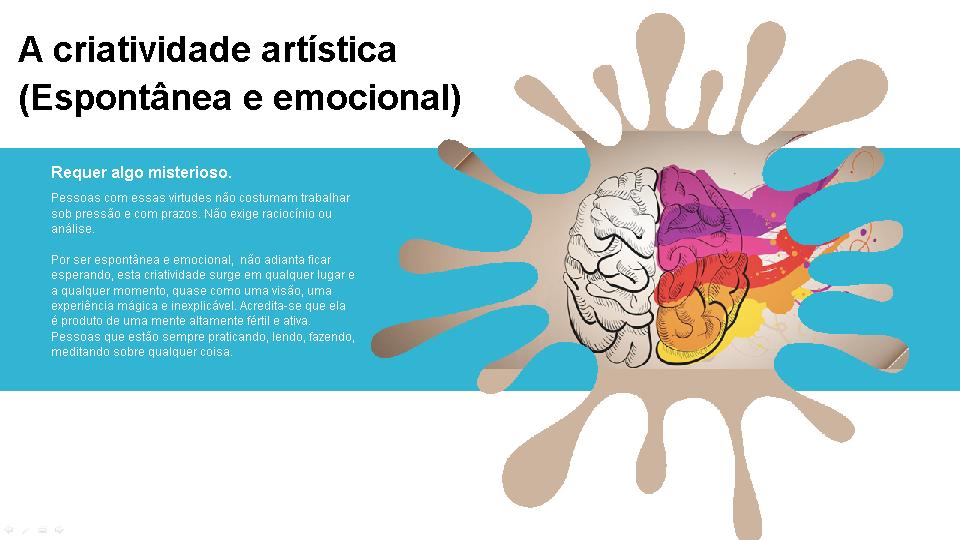 A criatividade artística
(Espontânea e emocional)
Requer algo misterioso.
Pessoas com essas virtudes não costumam trabalhar
sob pressão e com prazos. Não exige raciocínio ou
análise.
Por ser espontânea e emocional, não adianta ficar
esperando, esta criatividade surge em qualquer lugar e
a qualquer momento, quase como uma visão, uma
experiência mágica e inexplicável. Acredita-se que ela
é produto de uma mente altamente fértil e ativa.
Pessoas que estão sempre praticando, lendo, fazendo,
meditando sobre qualquer coisa.